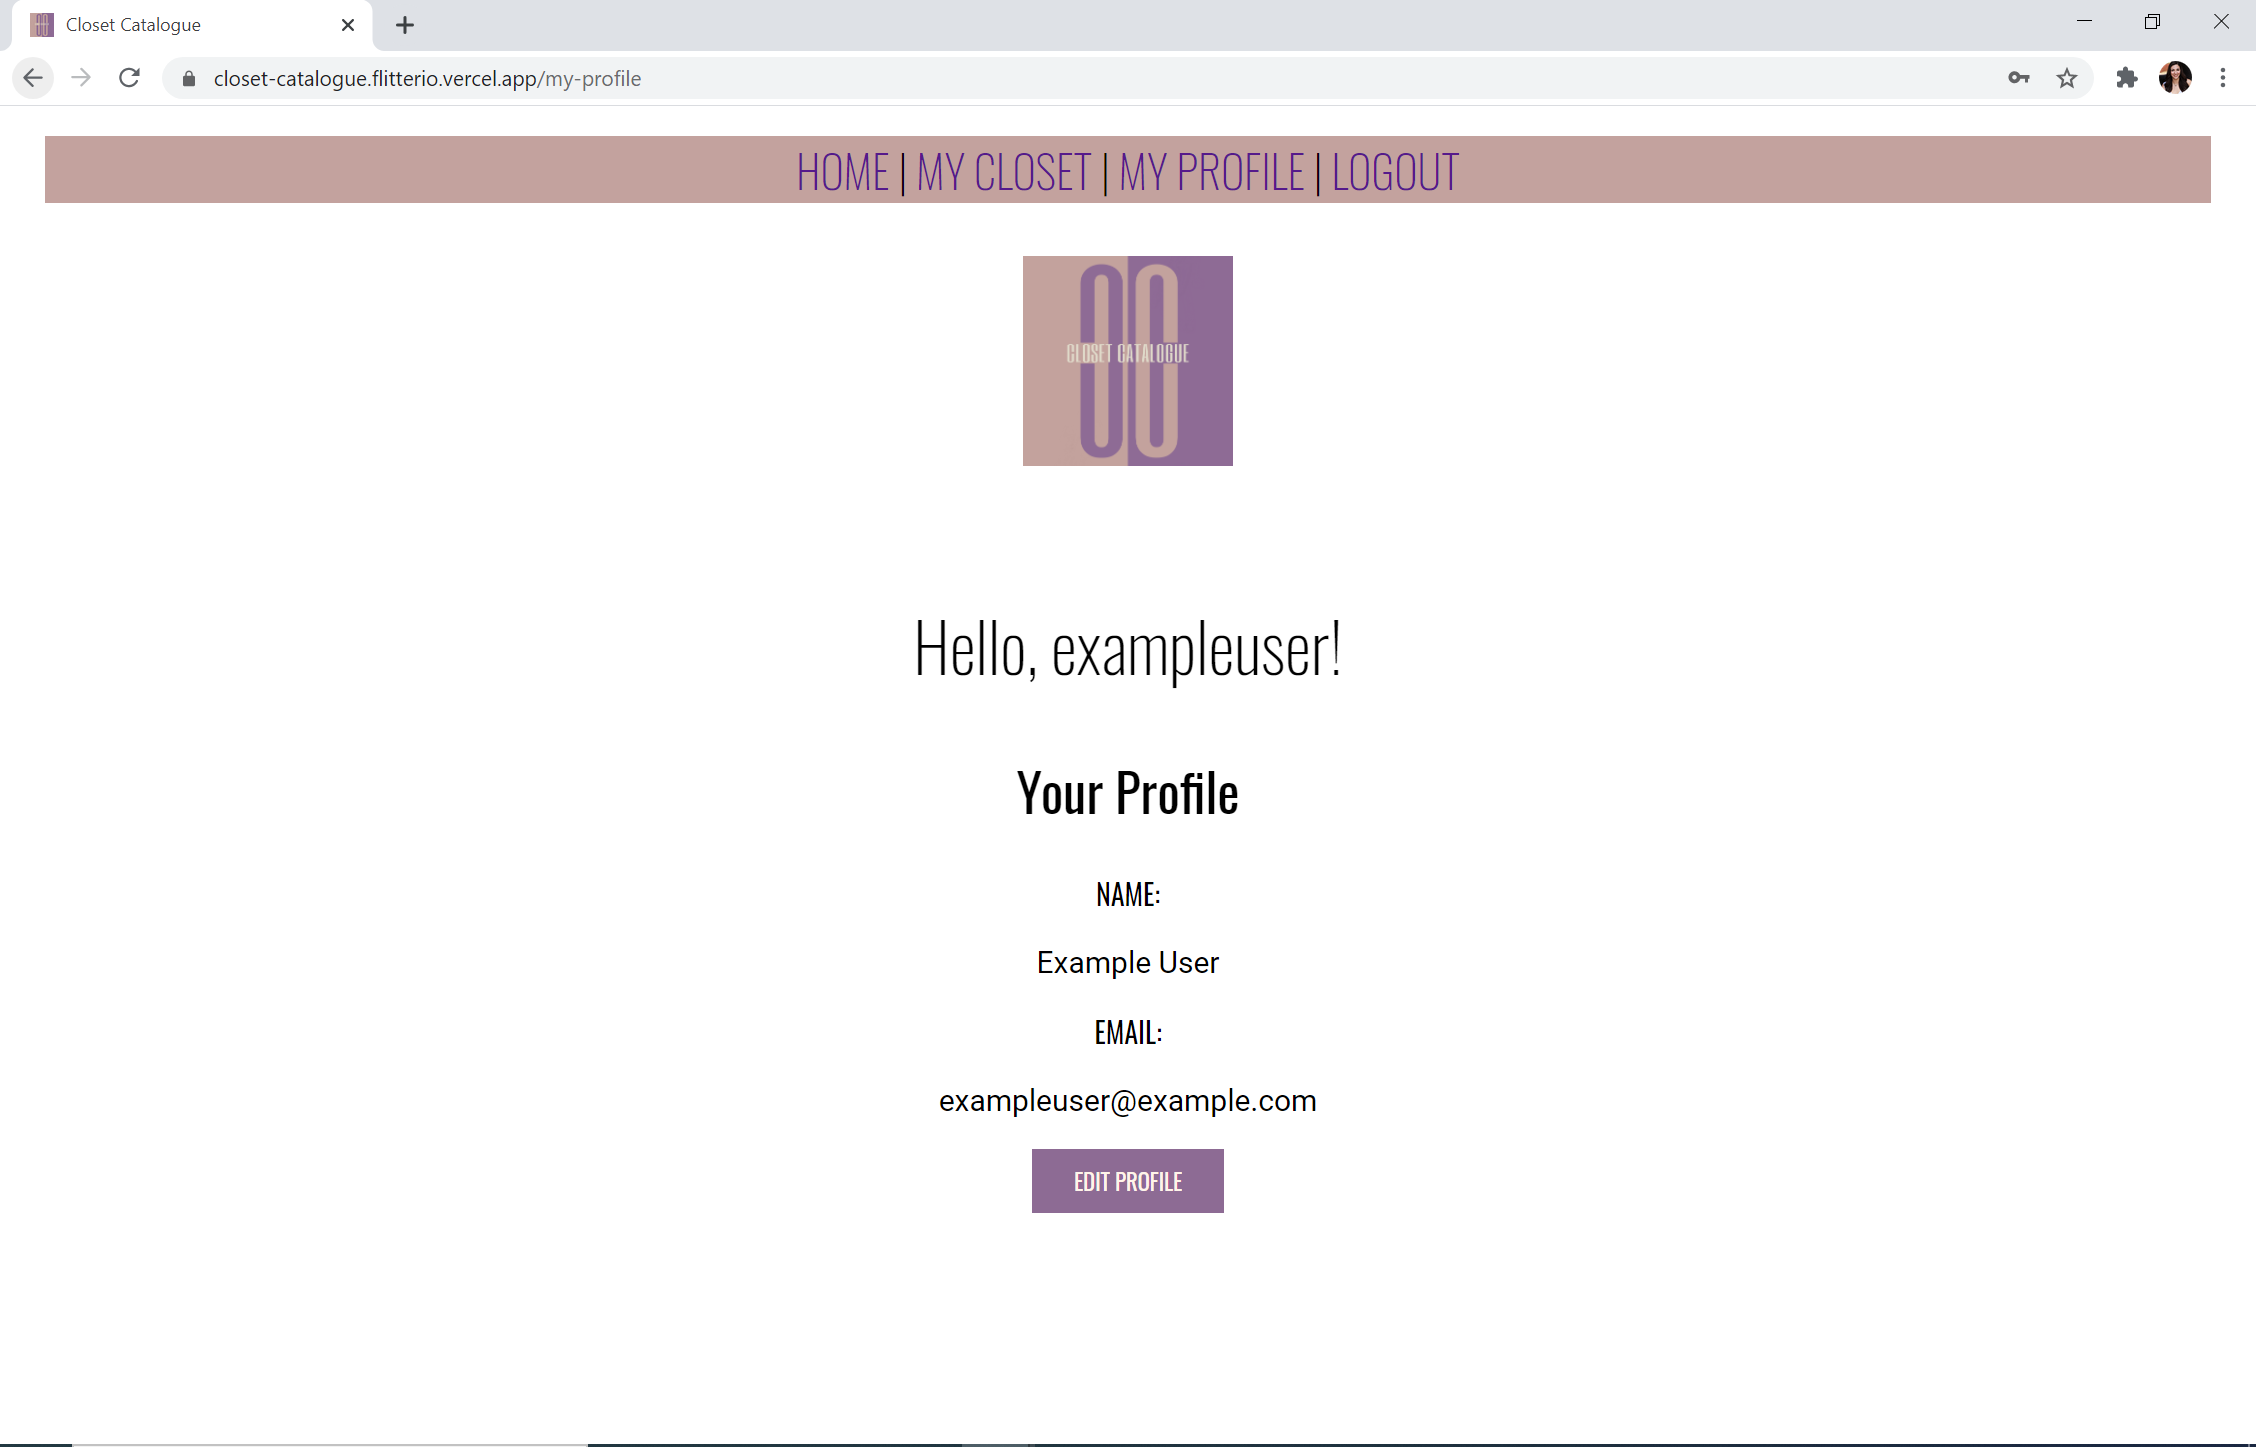 Closet Catalogue
closet-catalogue.flitterio.vercel.app/my-profile
HOME | MY CLOSET | MY PROFILE | LOGOUT
CLOSET CATALOGUE
Hello, exampleuser!
Your Profile
NAME:
Example User
EMAIL:
exampleuser@example.com
EDIT PROFILE